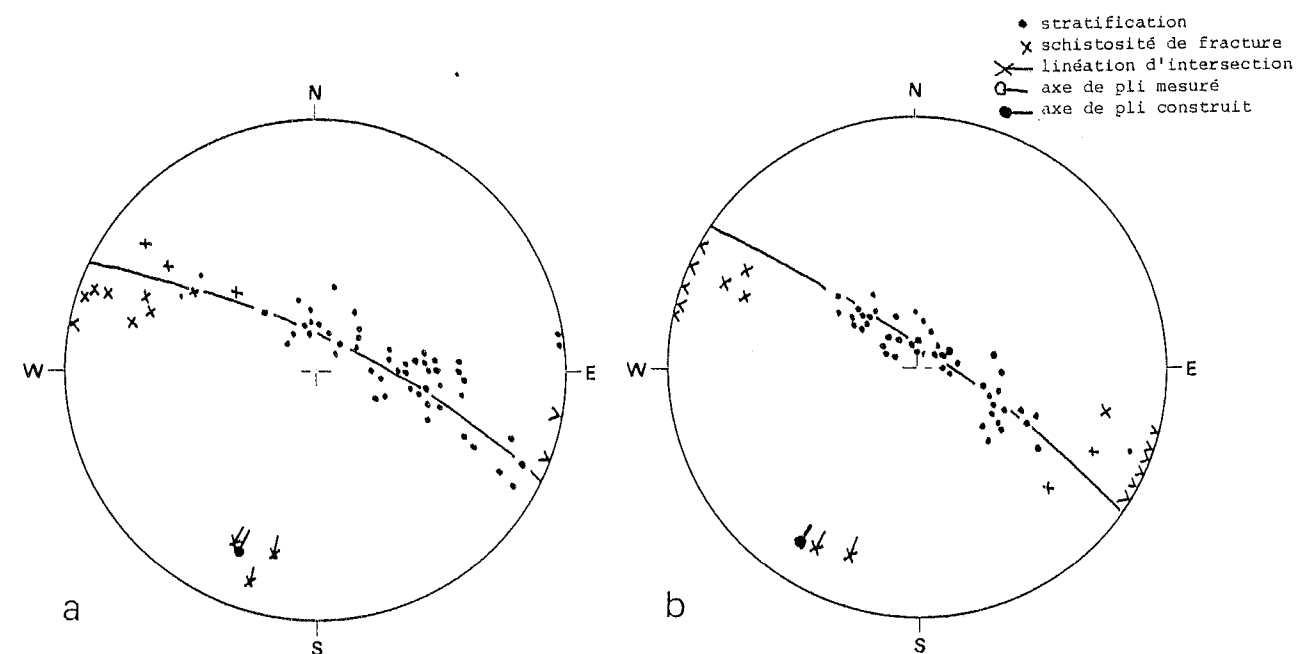 stratification
schistosité de fracture
linéation d'intersection
axe de pli mesuré
axe de pli construit
N
N
W
E
W
E
a
b
S
S